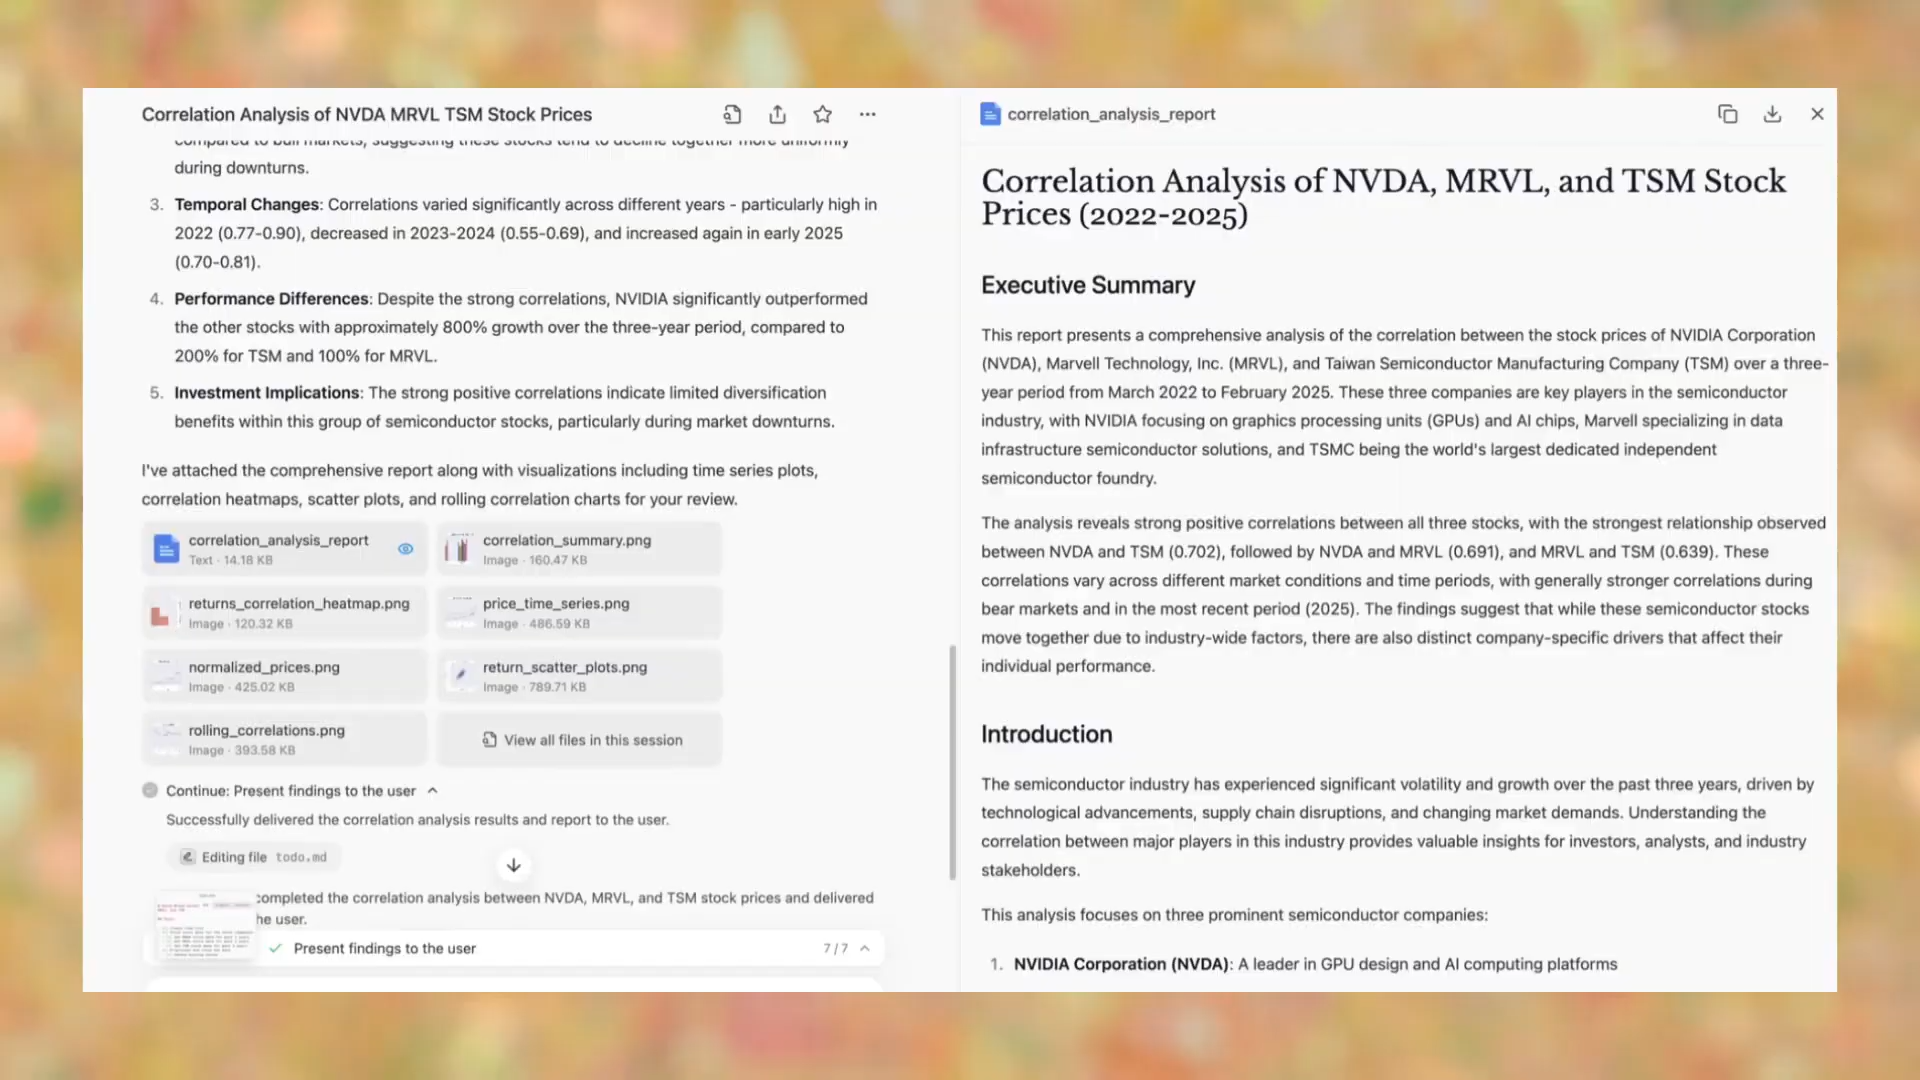 Correlation Analysis of NVDA MRVL TSM Stock Prices
compared to bull markets, suggesting these stocks tend to decline together more uniformly
during downturns.
3. Temporal Changes: Correlations varied significantly across different years - particularly high in
2022 (0.77-0.90), decreased in 2023-2024 (0.55-0.69), and increased again in early 2025
(0.70-0.81).
4. Performance Differences: Despite the strong correlations, NVIDIA significantly outperformed
the other stocks with approximately 800% growth over the three-year period, compared to
200% for TSM and 100% for MRVL.
5. Investment Implications: The strong positive correlations indicate limited diversification
benefits within this group of semiconductor stocks, particularly during market downturns.
I've attached the comprehensive report along with visualizations including time series plots,
correlation heatmaps, scatter plots, and rolling correlation charts for your review.
correlation_analysis_report
Text · 14.18 KB
correlation_summary.png
Image · 160.47 KB
returns_correlation_heatmap.png
Image · 120.32 KB
price_time_series.png
Image · 486.59 KB
normalized_prices.png
Image · 425.02 KB
return_scatter_plots.png
Image · 789.71 KB
rolling_correlations.png
Image · 393.58 KB
View all files in this session
Continue: Present findings to the user
Successfully delivered the correlation analysis results and report to the user.
Editing file todo.md
completed the correlation analysis between NVDA, MRVL, and TSM stock prices and delivered
he user.
Present findings to the user 7 / 7
correlation_analysis_report
Correlation Analysis of NVDA, MRVL, and TSM Stock
Prices (2022-2025)
Executive Summary
This report presents a comprehensive analysis of the correlation between the stock prices of NVIDIA Corporation
(NVDA), Marvell Technology, Inc. (MRVL), and Taiwan Semiconductor Manufacturing Company (TSM) over a three-
year period from March 2022 to February 2025. These three companies are key players in the semiconductor
industry, with NVIDIA focusing on graphics processing units (GPUs) and AI chips, Marvell specializing in data
infrastructure semiconductor solutions, and TSMC being the world's largest dedicated independent
semiconductor foundry.
The analysis reveals strong positive correlations between all three stocks, with the strongest relationship observed
between NVDA and TSM (0.702), followed by NVDA and MRVL (0.691), and MRVL and TSM (0.639). These
correlations vary across different market conditions and time periods, with generally stronger correlations during
bear markets and in the most recent period (2025). The findings suggest that while these semiconductor stocks
move together due to industry-wide factors, there are also distinct company-specific drivers that affect their
individual performance.
Introduction
The semiconductor industry has experienced significant volatility and growth over the past three years, driven by
technological advancements, supply chain disruptions, and changing market demands. Understanding the
correlation between major players in this industry provides valuable insights for investors, analysts, and industry
stakeholders.
This analysis focuses on three prominent semiconductor companies:
1. NVIDIA Corporation (NVDA): A leader in GPU design and AI computing platforms